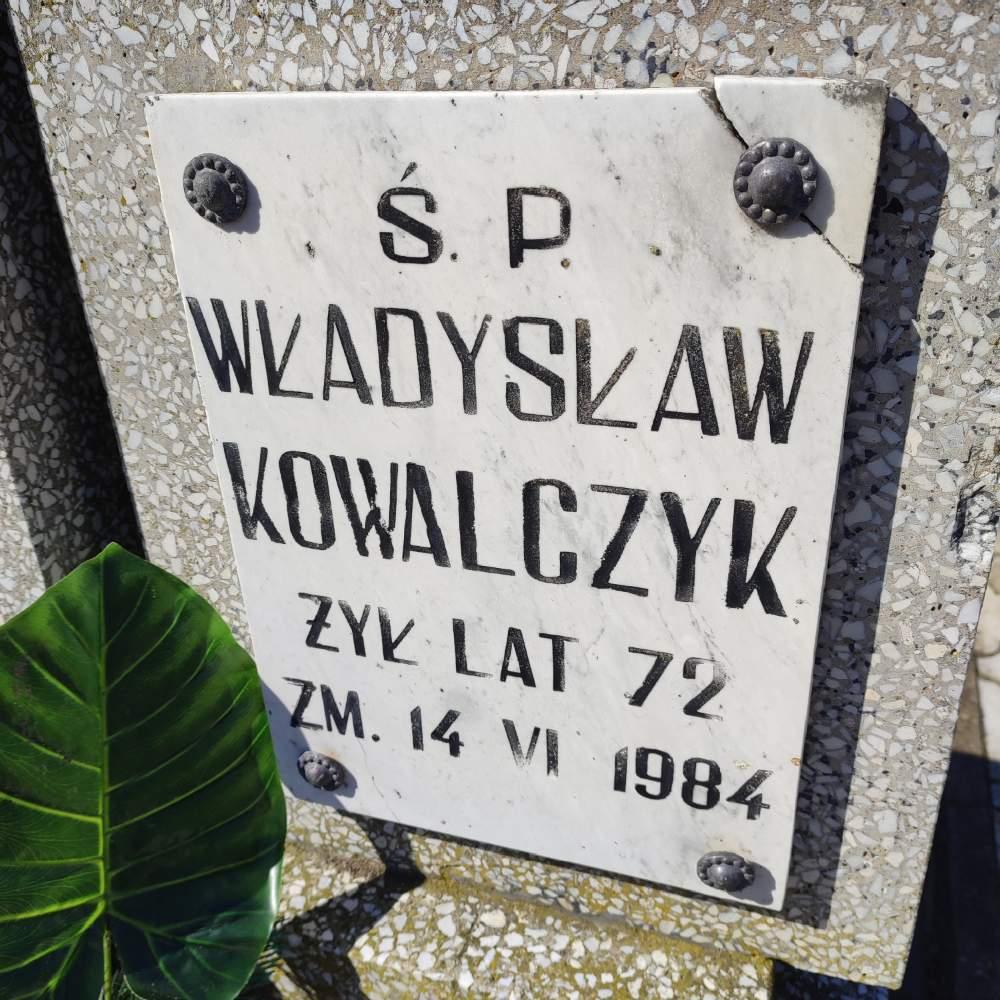 Ś. P.
WŁADYSŁAW
KOWALCZYK
ŻYŁ LAT 72
ZM. 14 VI 1984